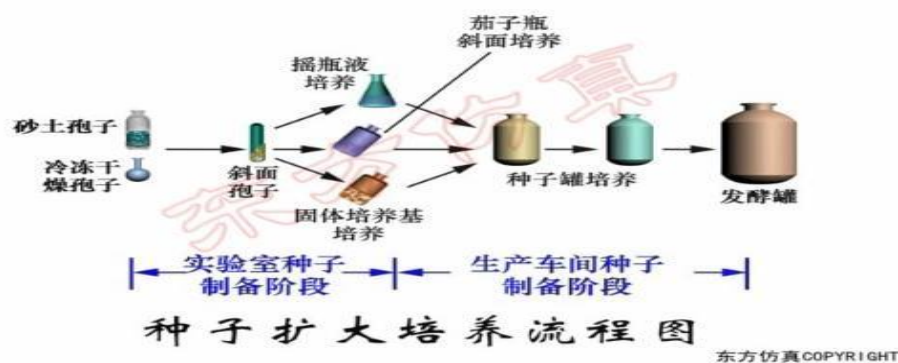 茄子瓶
斜面培养
摇瓶液
培养
砂土孢子
冷冻干
燥孢子
斜面
孢子
固体培养基
培养
种子罐培养
发酵罐
东方仿真
实验室种子
制备阶段
生产车间种子
制备阶段
种子扩大培养流程图
东方仿真COPYRIGHT